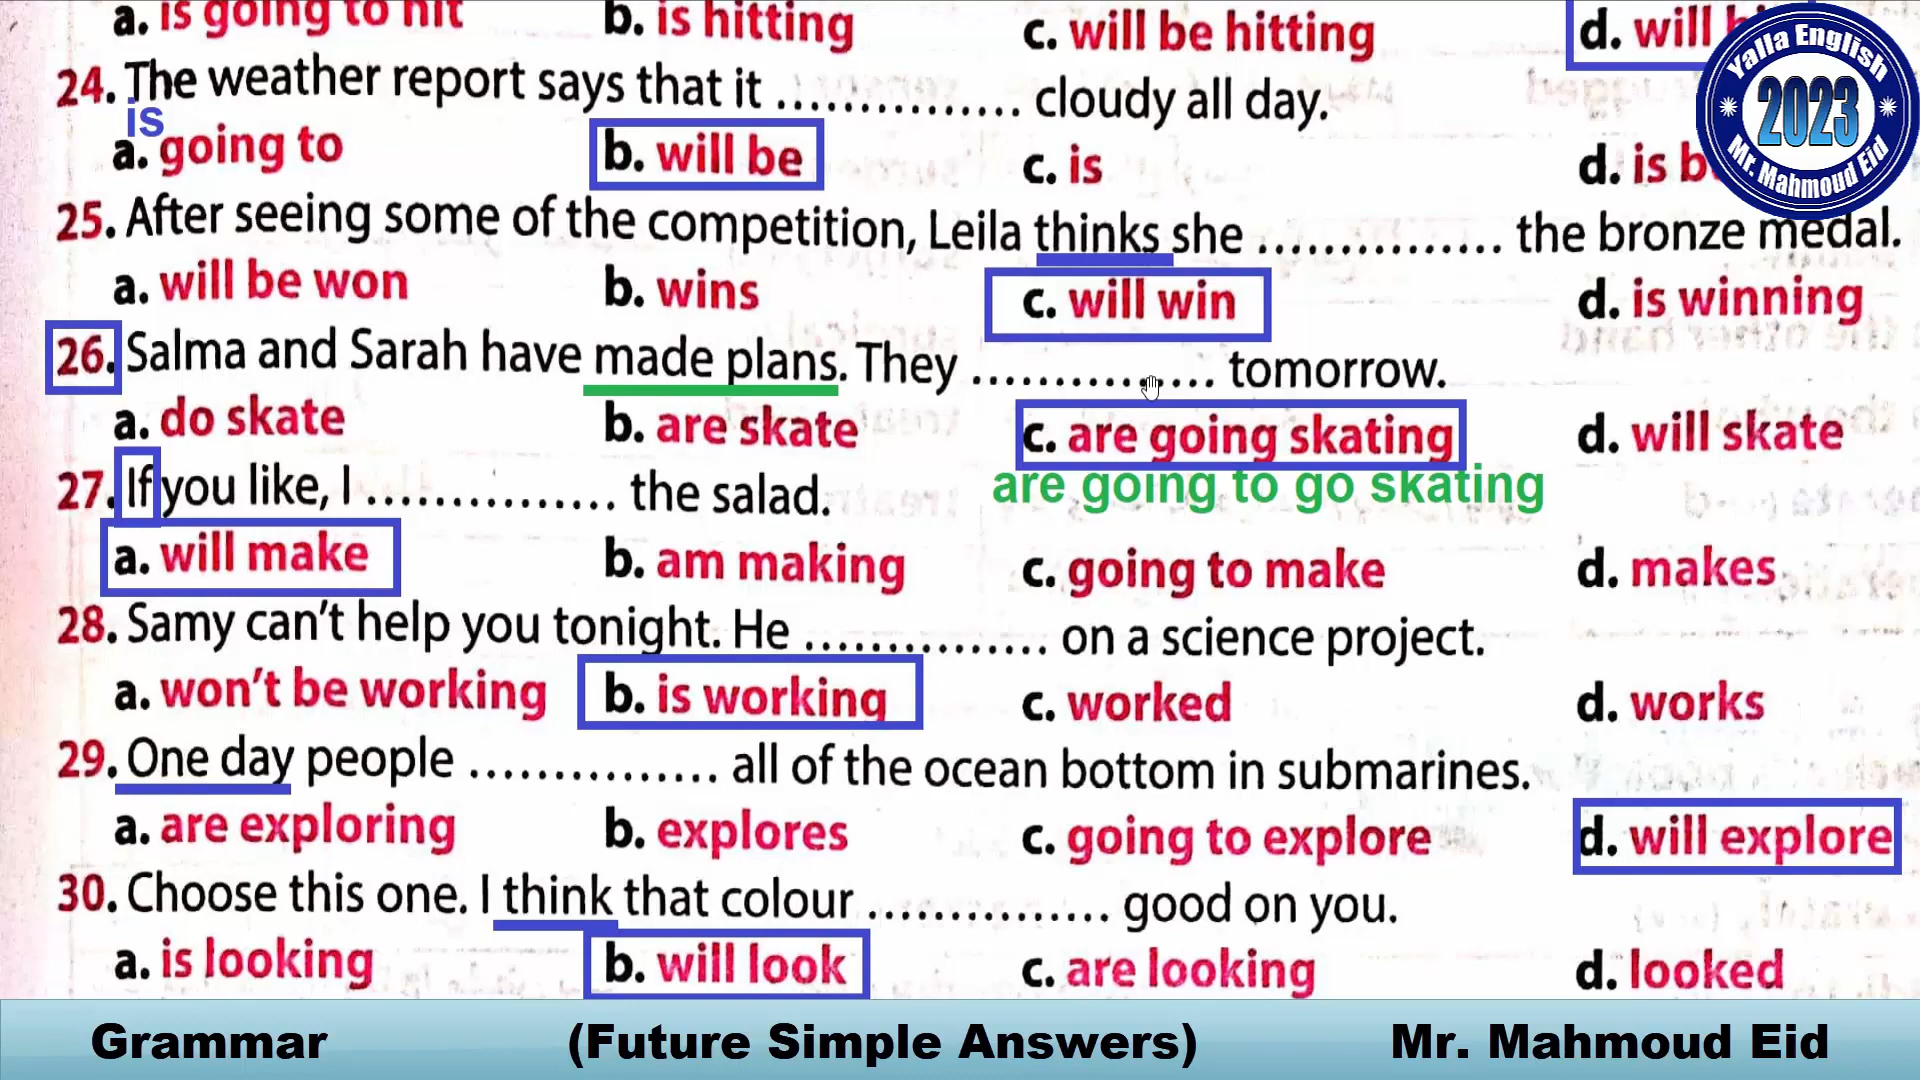 a. is going to hit b. is hitting c. will be hitting d. will
24. The weather report says that it ............... cloudy all day.
is
a. going to b. will be c. is d. is
25. After seeing some of the competition, Leila thinks she ............... the bronze medal.
a. will be won b. wins c. will win d. is winning
26. Salma and Sarah have made plans. They ............... tomorrow.
a. do skate b. are skate c. are going skating d. will skate
are going to go skating
27. If you like, I ............... the salad.
a. will make b. am making c. going to make d. makes
28. Samy can't help you tonight. He ............... on a science project.
a. won't be working b. is working c. worked d. works
29. One day people ............... all of the ocean bottom in submarines.
a. are exploring b. explores c. going to explore d. will explore
30. Choose this one. I think that colour ............... good on you.
a. is looking b. will look c. are looking d. looked
Yalla English
2023
Mr. Mahmoud Eid
Grammar (Future Simple Answers) Mr. Mahmoud Eid